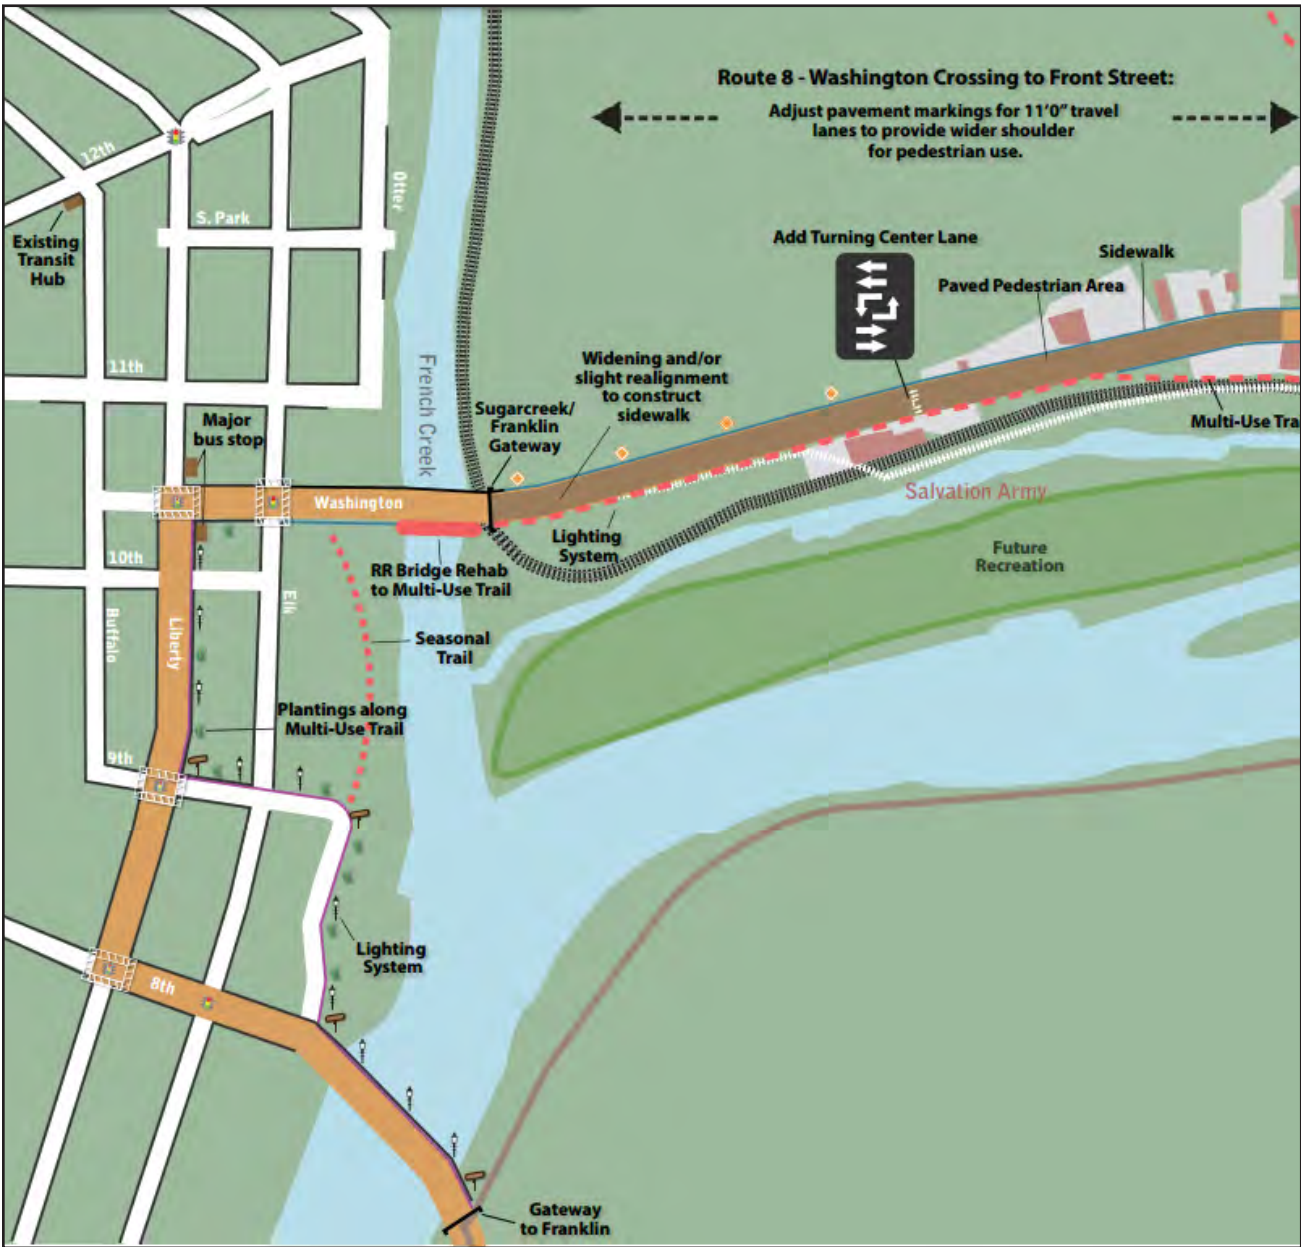 Route 8 - Washington Crossing to Front Street:
Adjust pavement markings for 11'0" travel
lanes to provide wider shoulder
for pedestrian use.
12th
Otter
S. Park
Existing
Transit
Hub
Add Turning Center Lane
Sidewalk
Paved Pedestrian Area
11th
French Creek
Widening and/or
slight realignment
to construct
sidewalk
Sugarcreek/
Franklin
Gateway
Major
bus stop
Multi-Use Tra
Washington
Salvation Army
Lighting
System
10th
RR Bridge Rehab
to Multi-Use Trail
Future
Recreation
Buffalo
Liberty
Elk
Seasonal
Trail
Plantings along
Multi-Use Trail
9th
Lighting
System
8th
Gateway
to Franklin